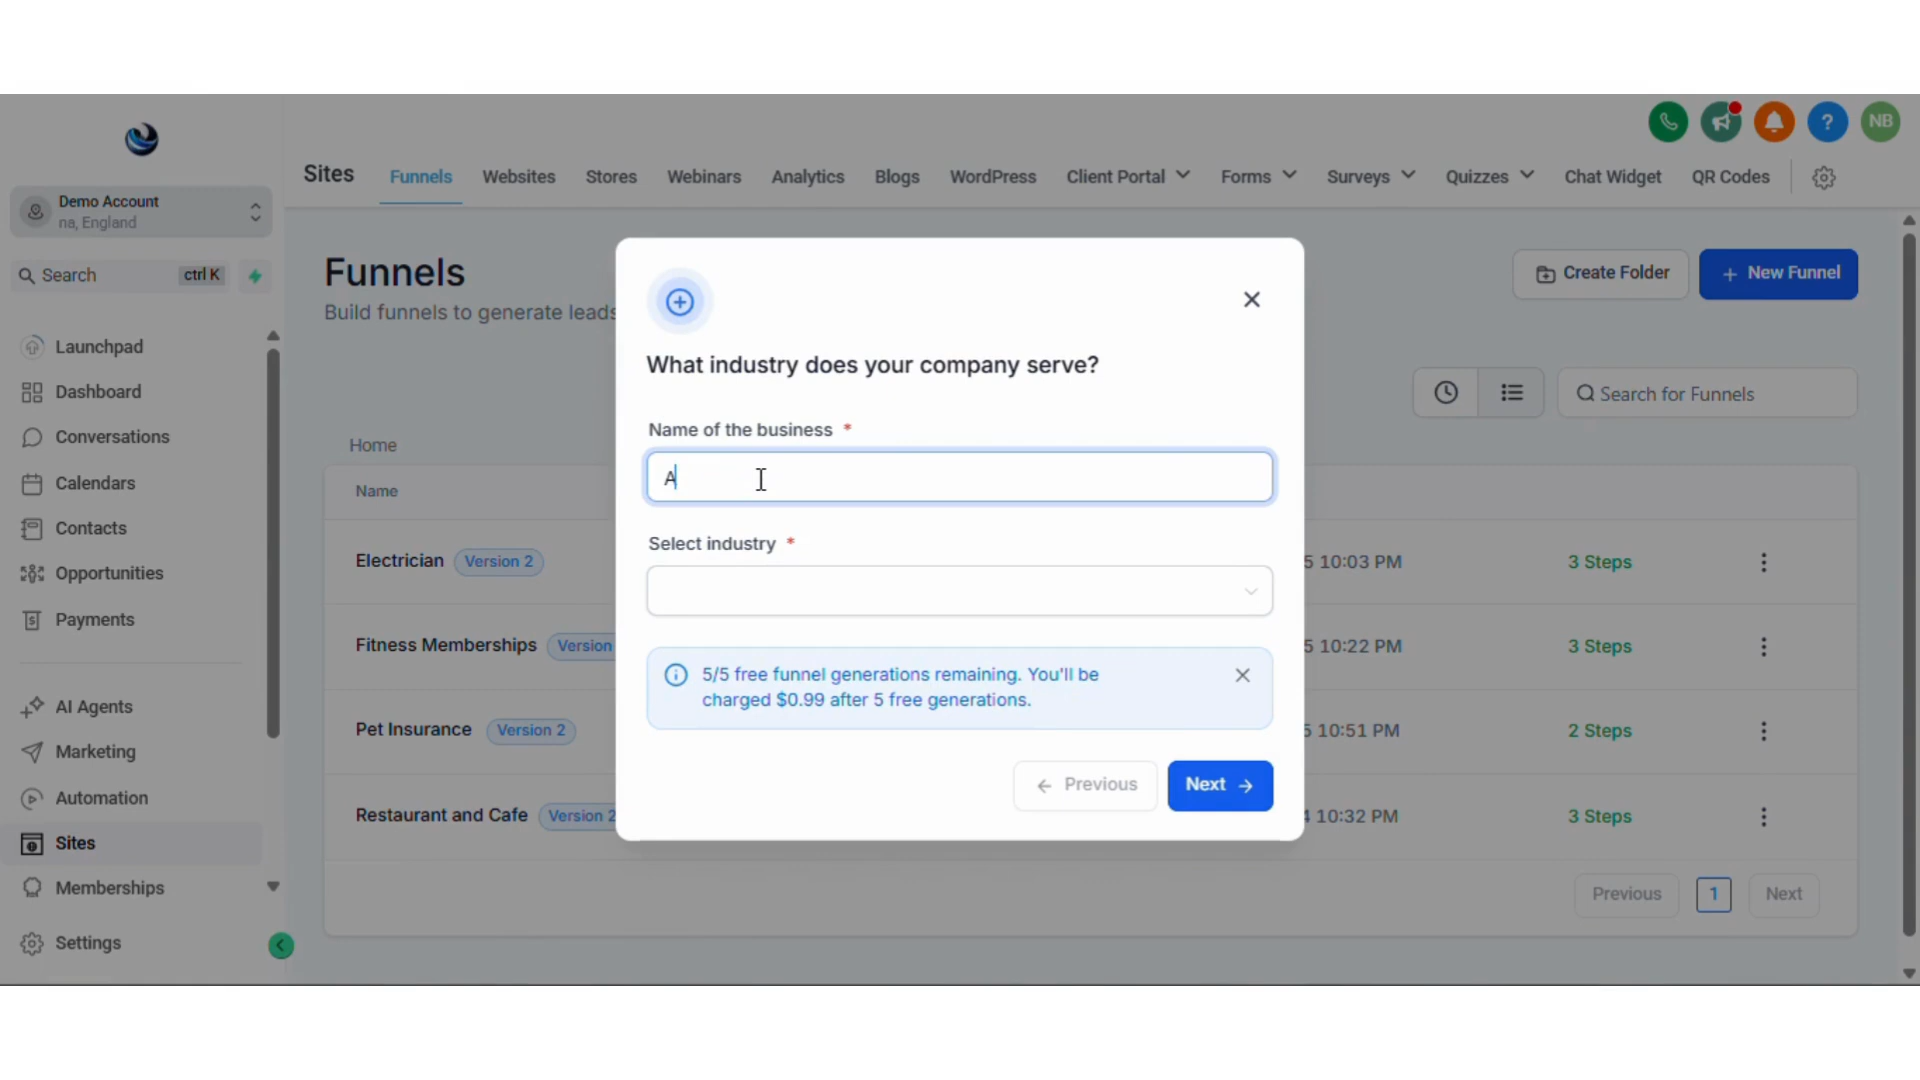 NB
Demo Account
na, England
Sites
Funnels
Websites
Stores
Webinars
Analytics
Blogs
WordPress
Client Portal
Forms
Surveys
Quizzes
Chat Widget
QR Codes
Search
ctrl K
Launchpad
Dashboard
Conversations
Calendars
Contacts
Opportunities
Payments
AI Agents
Marketing
Automation
Sites
Memberships
Settings
Funnels
Build funnels to generate leads
Create Folder
+ New Funnel
Search for Funnels
Home
Name
Electrician
Version 2
5 10:03 PM
3 Steps
Fitness Memberships
Version
5 10:22 PM
3 Steps
Pet Insurance
Version 2
5 10:51 PM
2 Steps
Restaurant and Cafe
Version 2
10:32 PM
3 Steps
Previous
1
Next
What industry does your company serve?
Name of the business *
A
Select industry *
5/5 free funnel generations remaining. You'll be
charged $0.99 after 5 free generations.
Previous
Next